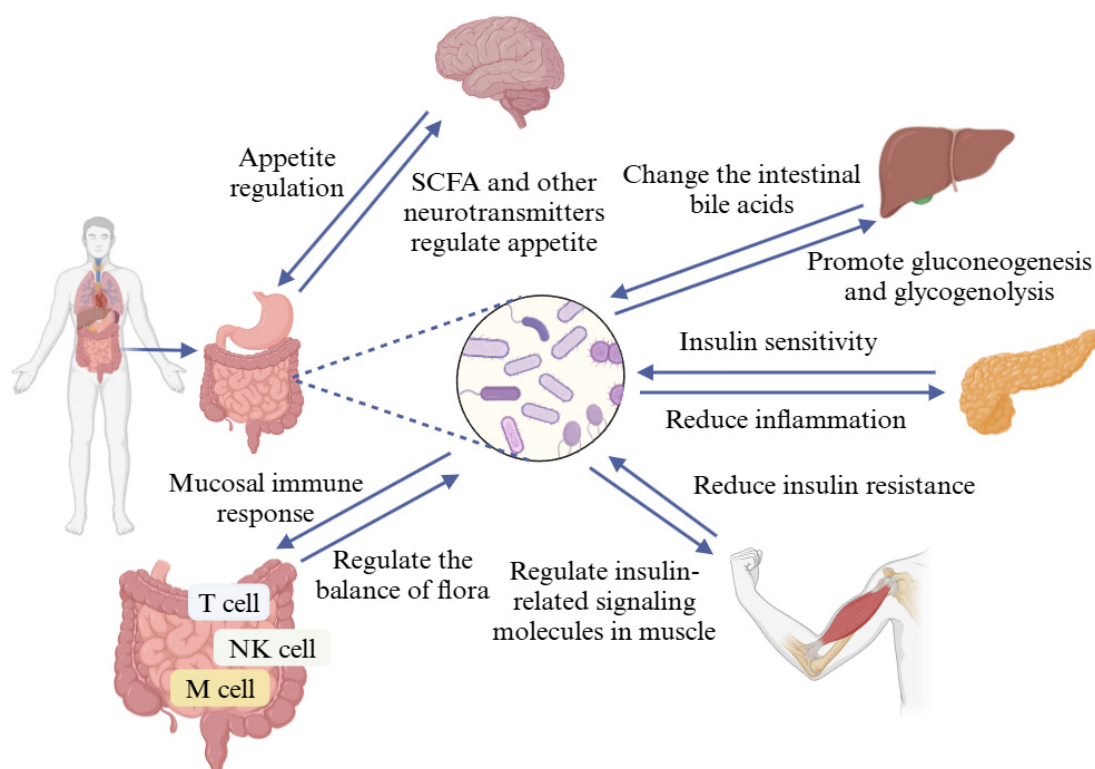 Appetite
regulation
SCFA and other
neurotransmitters
regulate appetite
Change the intestinal
bile acids
Promote gluconeogenesis
and glycogenolysis
Insulin sensitivity
Reduce inflammation
Reduce insulin resistance
Mucosal immune
response
Regulate the
balance of flora
Regulate insulin-
related signaling
molecules in muscle
T cell
NK cell
M cell